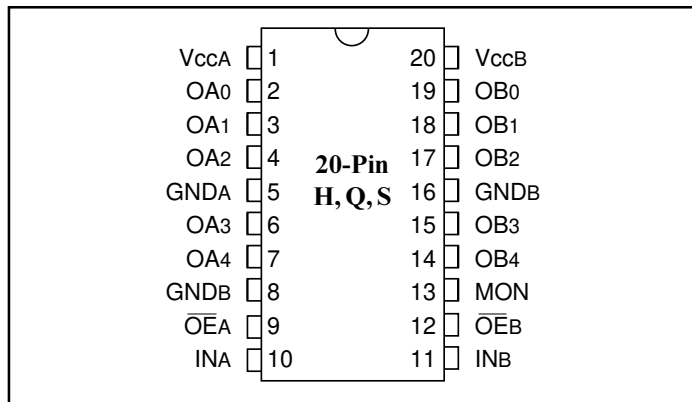 VccA 1 20 VccB
OA0 2 19 OB0
OA1 3 18 OB1
OA2 4 17 OB2
20-Pin
GNDA 5 16 GNDB
H, Q, S
OA3 6 15 OB3
OA4 7 14 OB4
GNDB 8 13 MON
O̅E̅A 9 12 O̅E̅B
INA 10 11 INB